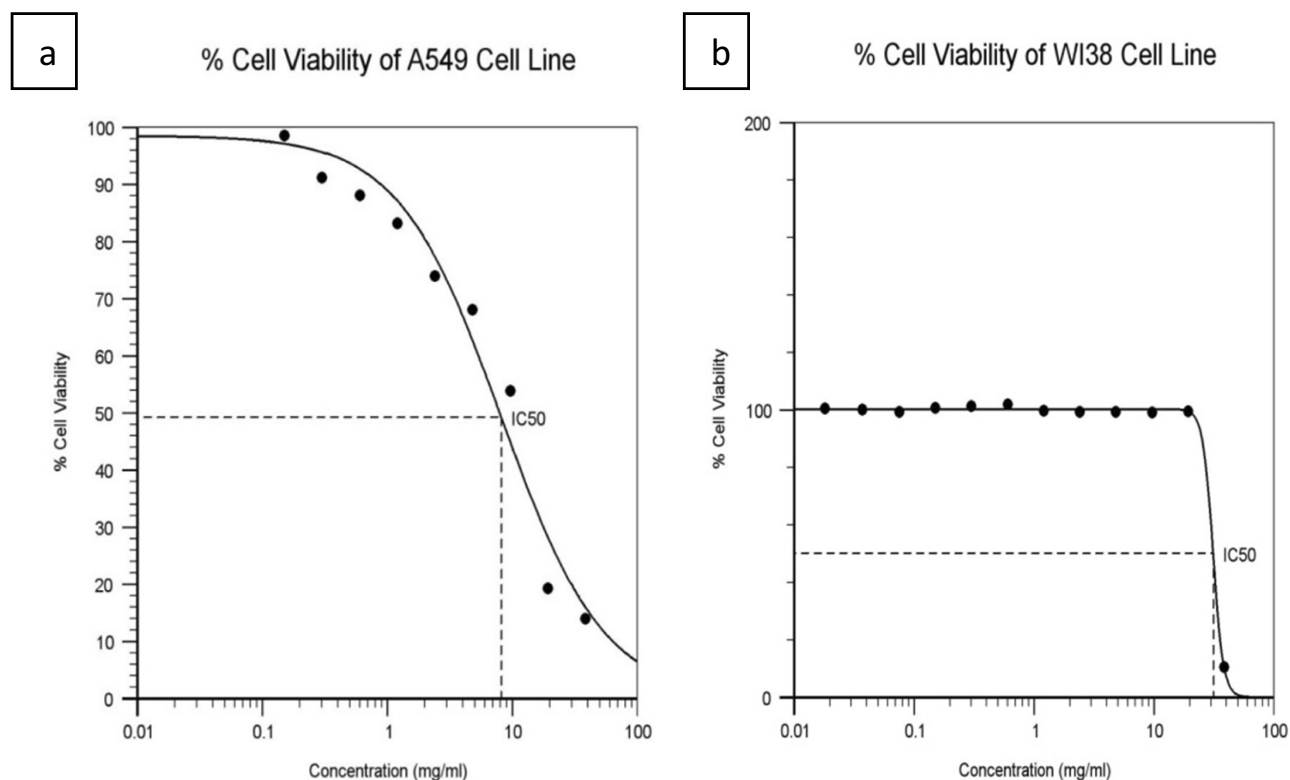 a
% Cell Viability of A549 Cell Line
100
90
80
70
60
50
40
30
20
10
0
% Cell Viability
IC50
0.01 0.1 1 10 100
Concentration (mg/ml)
b
% Cell Viability of WI38 Cell Line
200
100
0
% Cell Viability
IC50
0.01 0.1 1 10 100
Concentration (mg/ml)